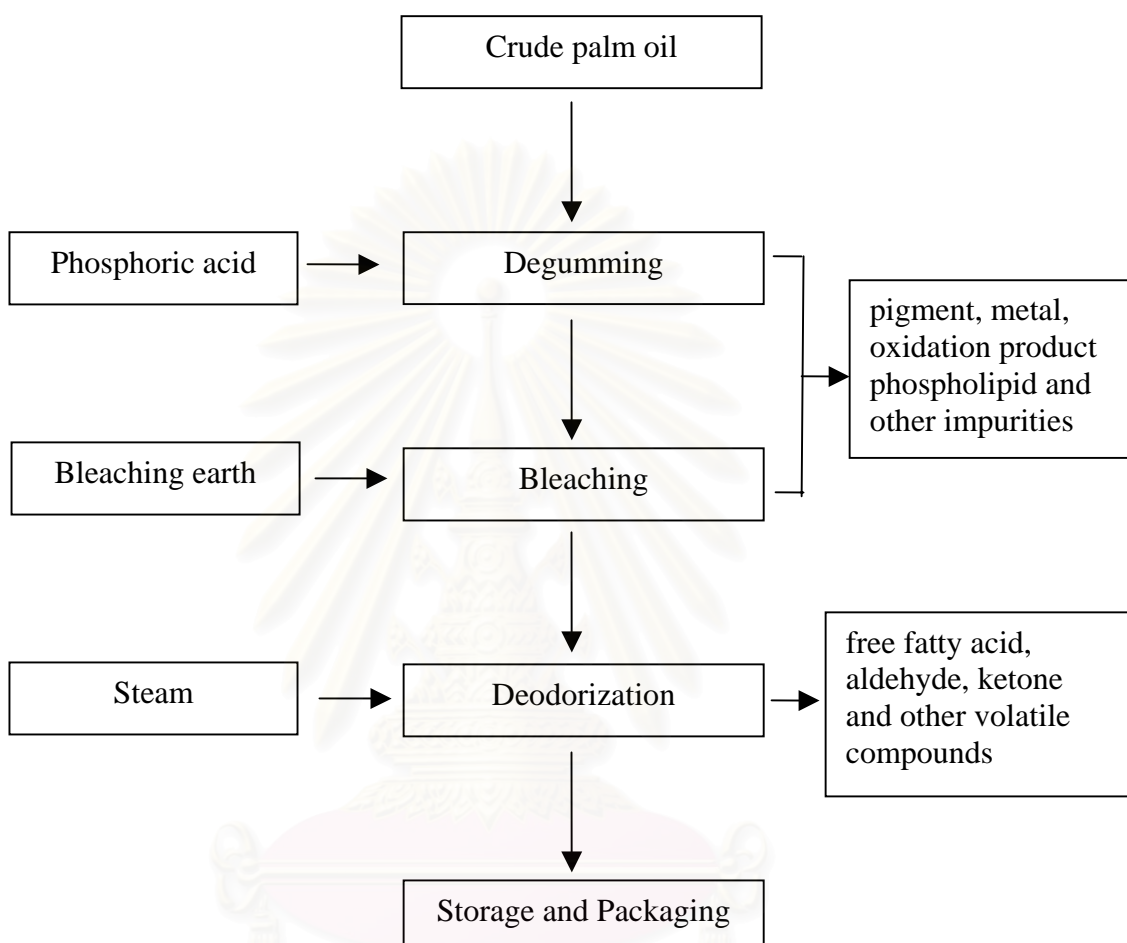 Crude palm oil
Phosphoric acid
Degumming
pigment, metal,
oxidation product
phospholipid and
other impurities
Bleaching earth
Bleaching
Steam
Deodorization
free fatty acid,
aldehyde, ketone
and other volatile
compounds
Storage and Packaging